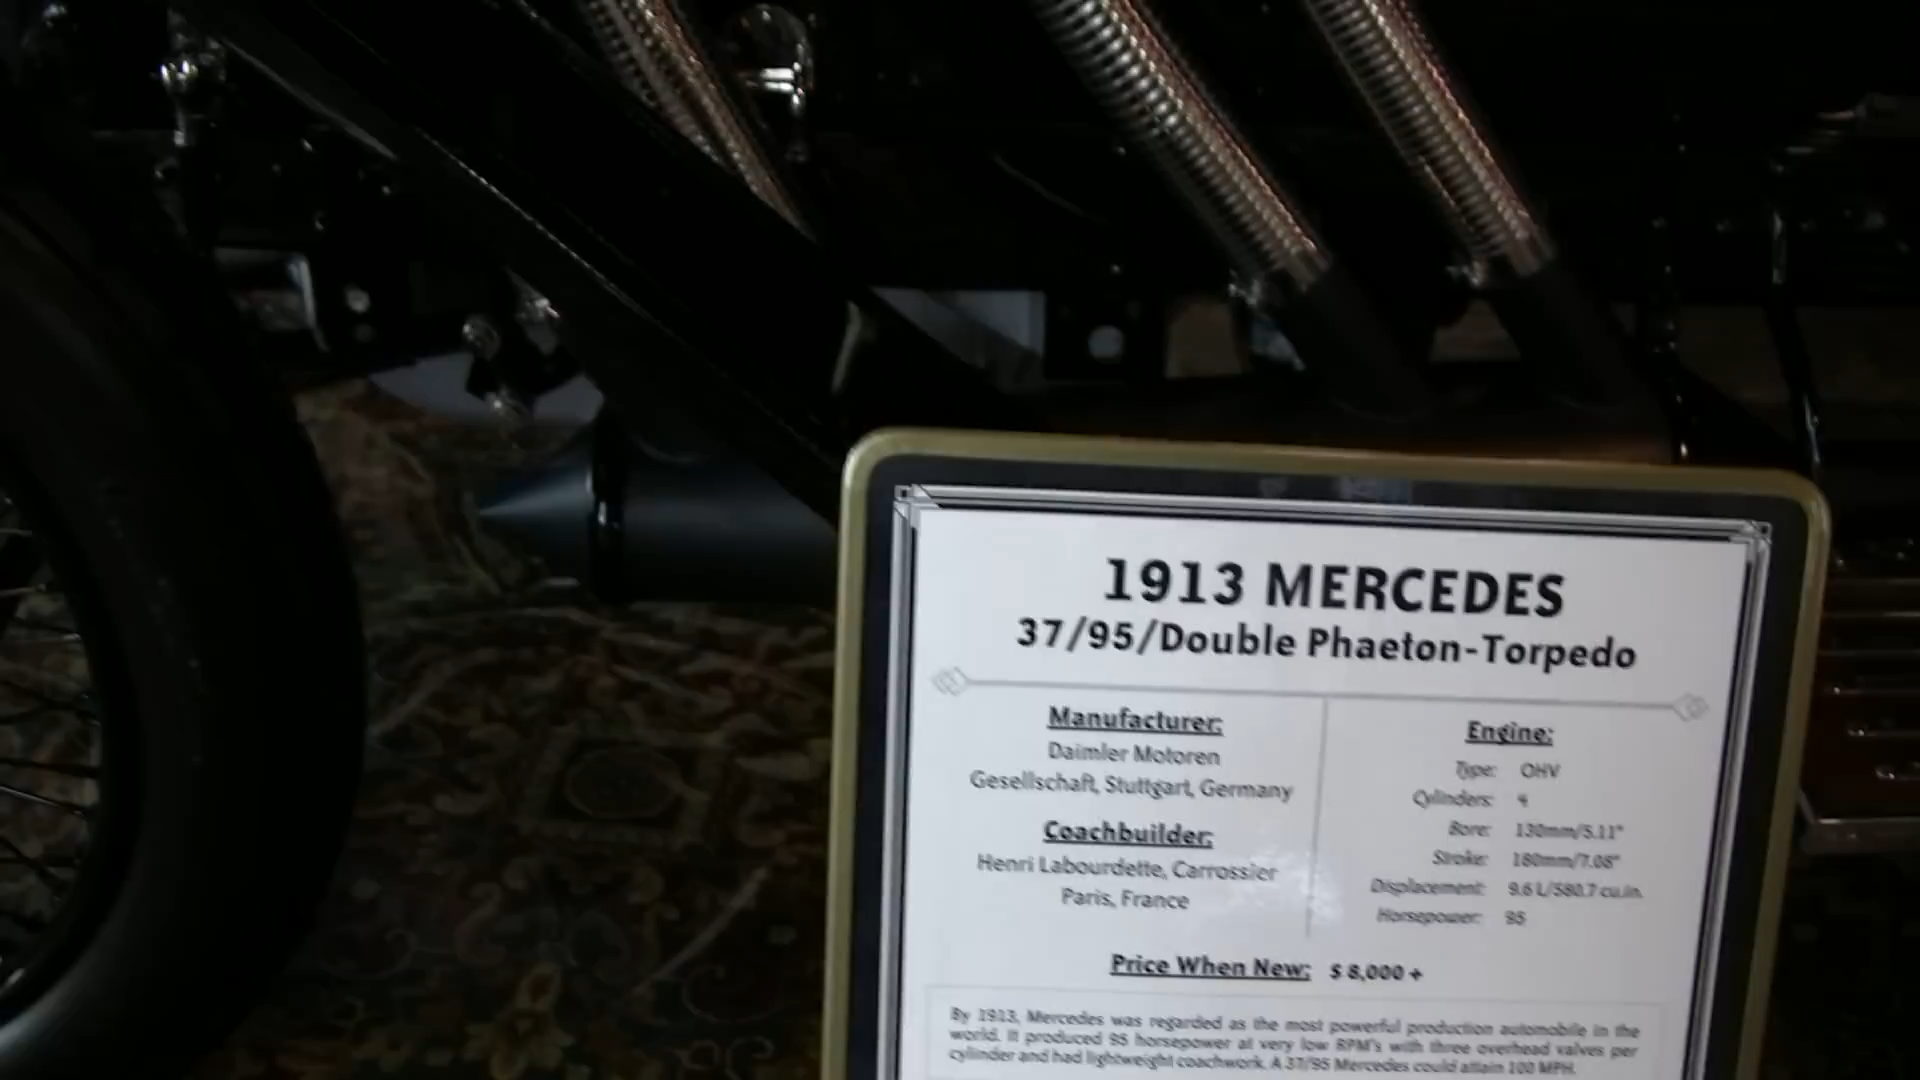 1913 MERCEDES
37/95/Double Phaeton-Torpedo
Manufacturer:
Daimler Motoren
Gesellschaft, Stuttgart, Germany
Coachbuilder:
Henri Labourdette, Carrossier
Paris, France
Engine:
Type: OHV
Cylinders: 4
Bore: 130mm/5.11"
Stroke: 180mm/7.08"
Displacement: 9.6 L/580.7 cu.in.
Horsepower: 95
Price When New: $ 8,000 +
By 1913, Mercedes was regarded as the most powerful production automobile in the
world. It produced 95 horsepower at very low RPM's with three overhead valves per
cylinder and had lightweight coachwork. A 37/95 Mercedes could attain 100 MPH.